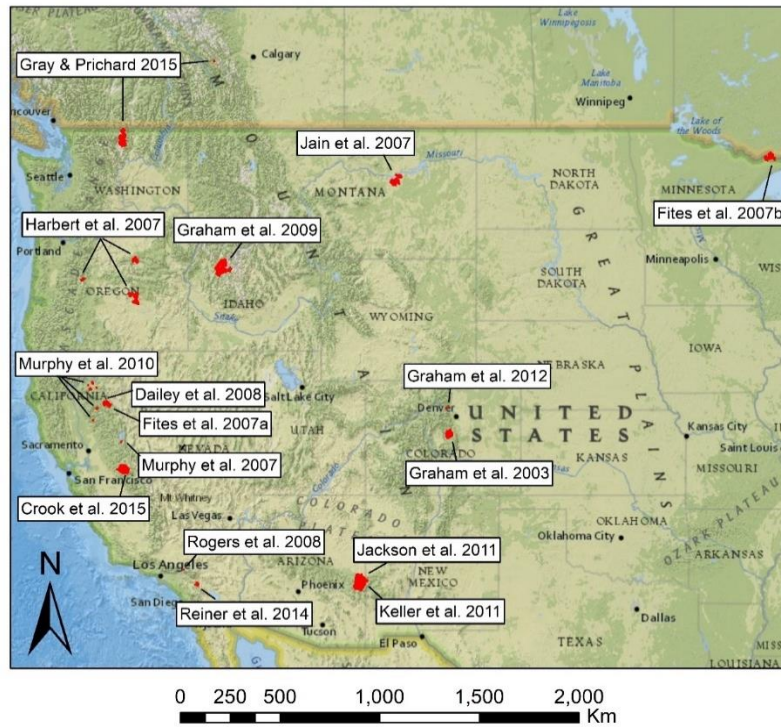 Calgary
Lake Winnipegosis
Lake Manitoba
Winnipeg
Gray & Prichard 2015
ncouver
Lake of the Woods
Jain et al. 2007
Missouri
Seattle
WASHINGTON
MONTANA
NORTH DAKOTA
MINNESOTA
Fites et al. 2007b
Harbert et al. 2007
Graham et al. 2009
Portland
Minneapolis
OREGON
IDAHO
SOUTH DAKOTA
WYOMING
GREAT PLAINS
Murphy et al. 2010
CALIFORNIA
Dailey et al. 2008
Salt Lake City
NEBRASKA
IOWA
Graham et al. 2012
Fites et al. 2007a
UTAH
Denver
UNITED STATES
Kansas City
Sacramento
NEVADA
COLORADO
KANSAS
Saint Louis
MISSOURI
Murphy et al. 2007
San Francisco
Graham et al. 2003
Colorado
Crook et al. 2015
Mt Whitney
Las Vegas
COLORADO
OKLAHOMA
OZARK PLATEAU
Oklahoma City
ARKANSAS
N
Rogers et al. 2008
ARIZONA
Jackson et al. 2011
Los Angeles
Phoenix
NEW MEXICO
Keller et al. 2011
San Dieg
Reiner et al. 2014
Tucson
El Paso
Dallas
TEXAS
LOUISIANA
0 250 500 1,000 1,500 2,000
Km